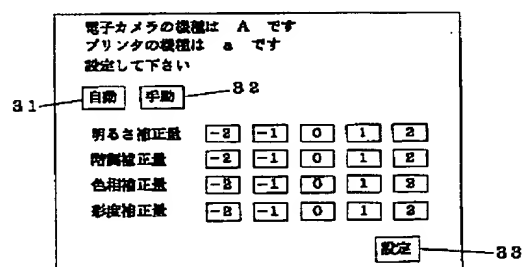 電子カメラの機種は A です
プリンタの機種は a です
設定して下さい
31 自動 手動 32
明るさ補正量 -2 -1 0 1 2
階調補正量 -2 -1 0 1 2
色相補正量 -2 -1 0 1 2
彩度補正量 -2 -1 0 1 2
設定 33